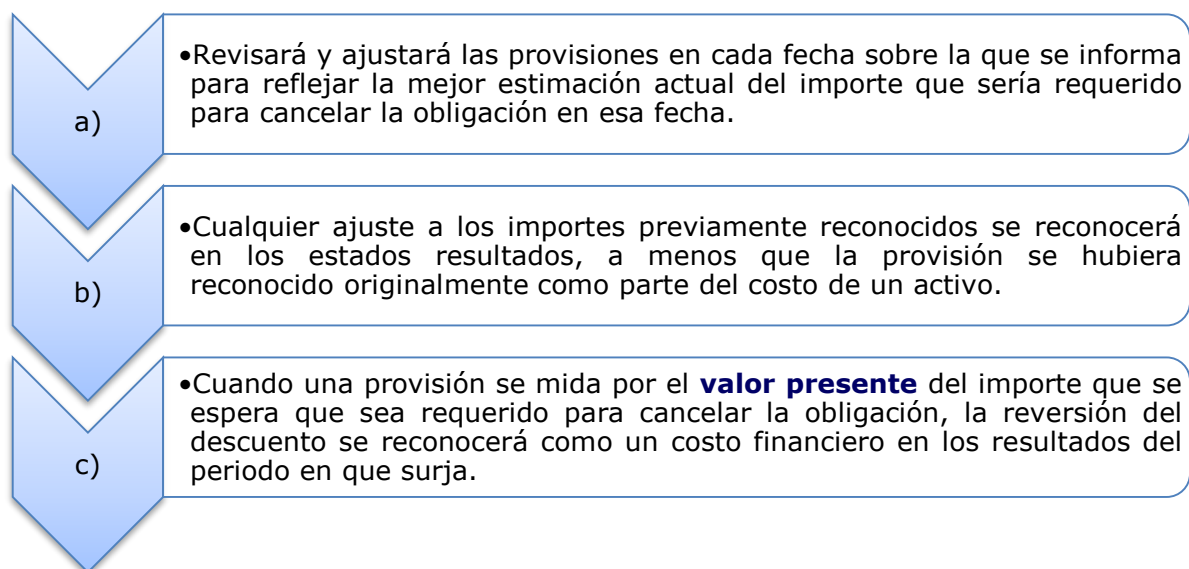 a)
•Revisará y ajustará las provisiones en cada fecha sobre la que se informa
para reflejar la mejor estimación actual del importe que sería requerido
para cancelar la obligación en esa fecha.
b)
•Cualquier ajuste a los importes previamente reconocidos se reconocerá
en los estados resultados, a menos que la provisión se hubiera
reconocido originalmente como parte del costo de un activo.
c)
•Cuando una provisión se mida por el valor presente del importe que se
espera que sea requerido para cancelar la obligación, la reversión del
descuento se reconocerá como un costo financiero en los resultados del
periodo en que surja.